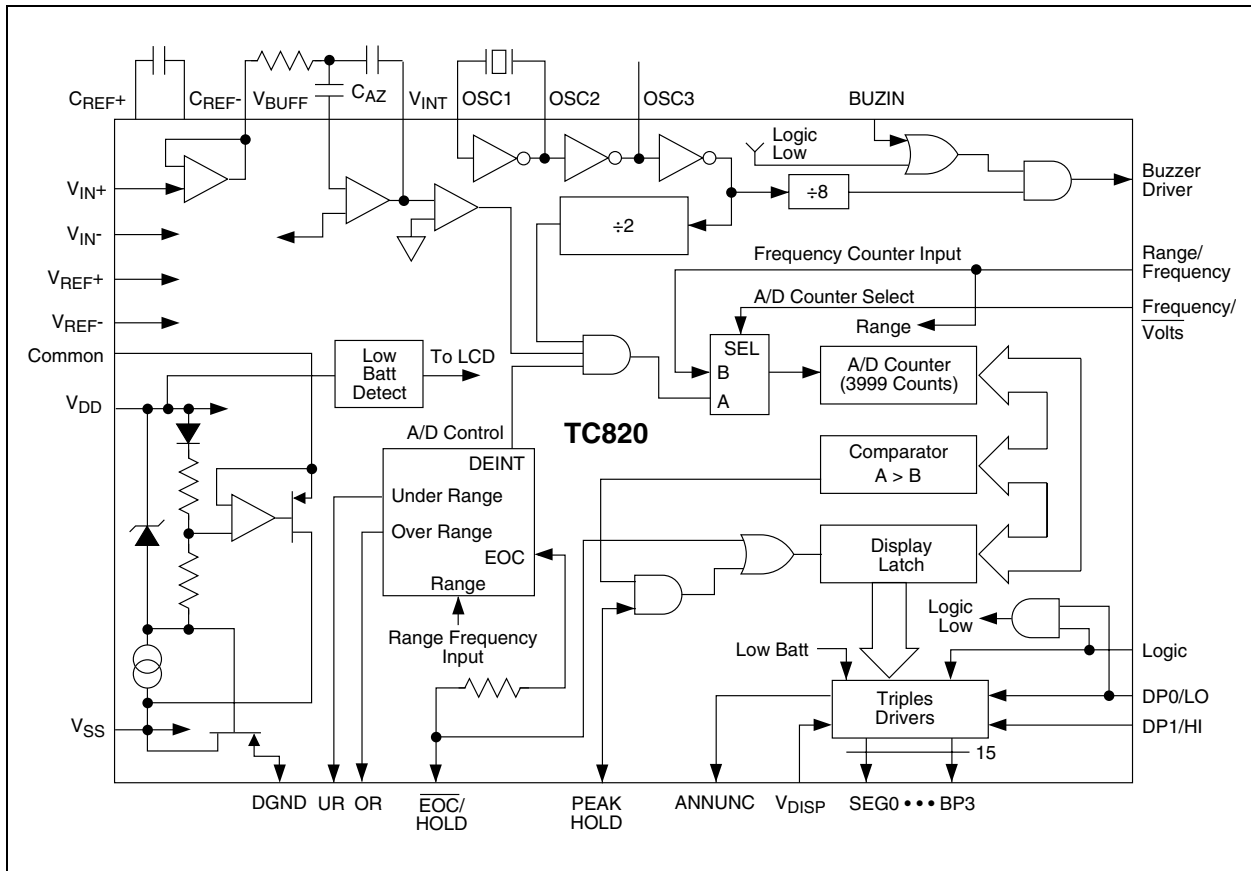 CREF+
CREF-
VBUFF
CAZ
VINT
OSC1
OSC2
OSC3
BUZIN
Logic
Low
Buzzer
Driver
÷8
÷2
VIN+
VIN-
VREF+
VREF-
Common
VDD
VSS
Frequency Counter Input
Range/
Frequency
A/D Counter Select
Frequency/
Volts
Range
SEL
B
A
A/D Counter
(3999 Counts)
Low
Batt
Detect
To LCD
TC820
A/D Control
DEINT
Under Range
Over Range
EOC
Range
Range Frequency
Input
Comparator
A > B
Display
Latch
Logic
Low
Low Batt
Triples
Drivers
Logic
DP0/LO
DP1/HI
15
DGND
UR
OR
EOC/
HOLD
PEAK
HOLD
ANNUNC
VDISP
SEG0 ••• BP3